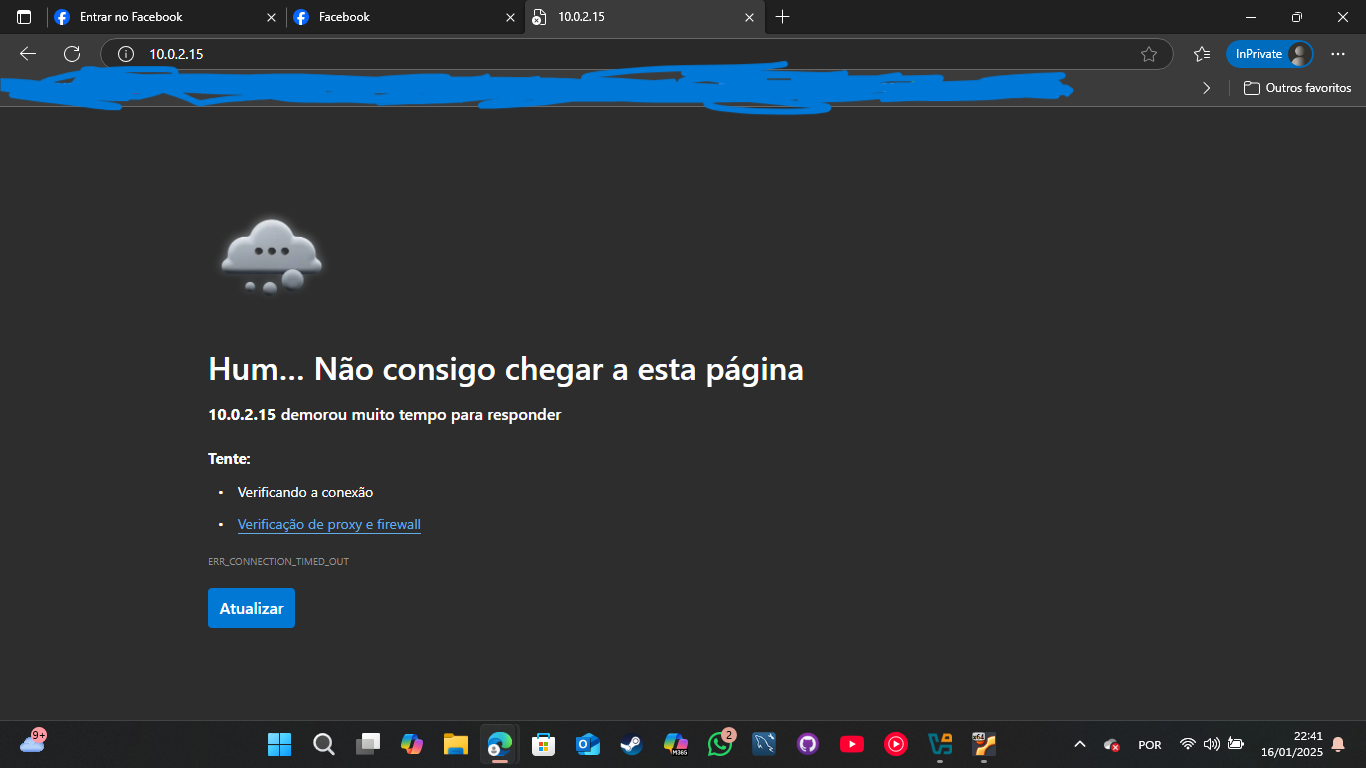 Entrar no Facebook
Facebook
10.0.2.15
10.0.2.15
InPrivate
Outros favoritos
Hum... Não consigo chegar a esta página
10.0.2.15 demorou muito tempo para responder
Tente:
• Verificando a conexão
• Verificação de proxy e firewall
ERR_CONNECTION_TIMED_OUT
Atualizar
9+
M365
2
x64
POR
22:41
16/01/2025